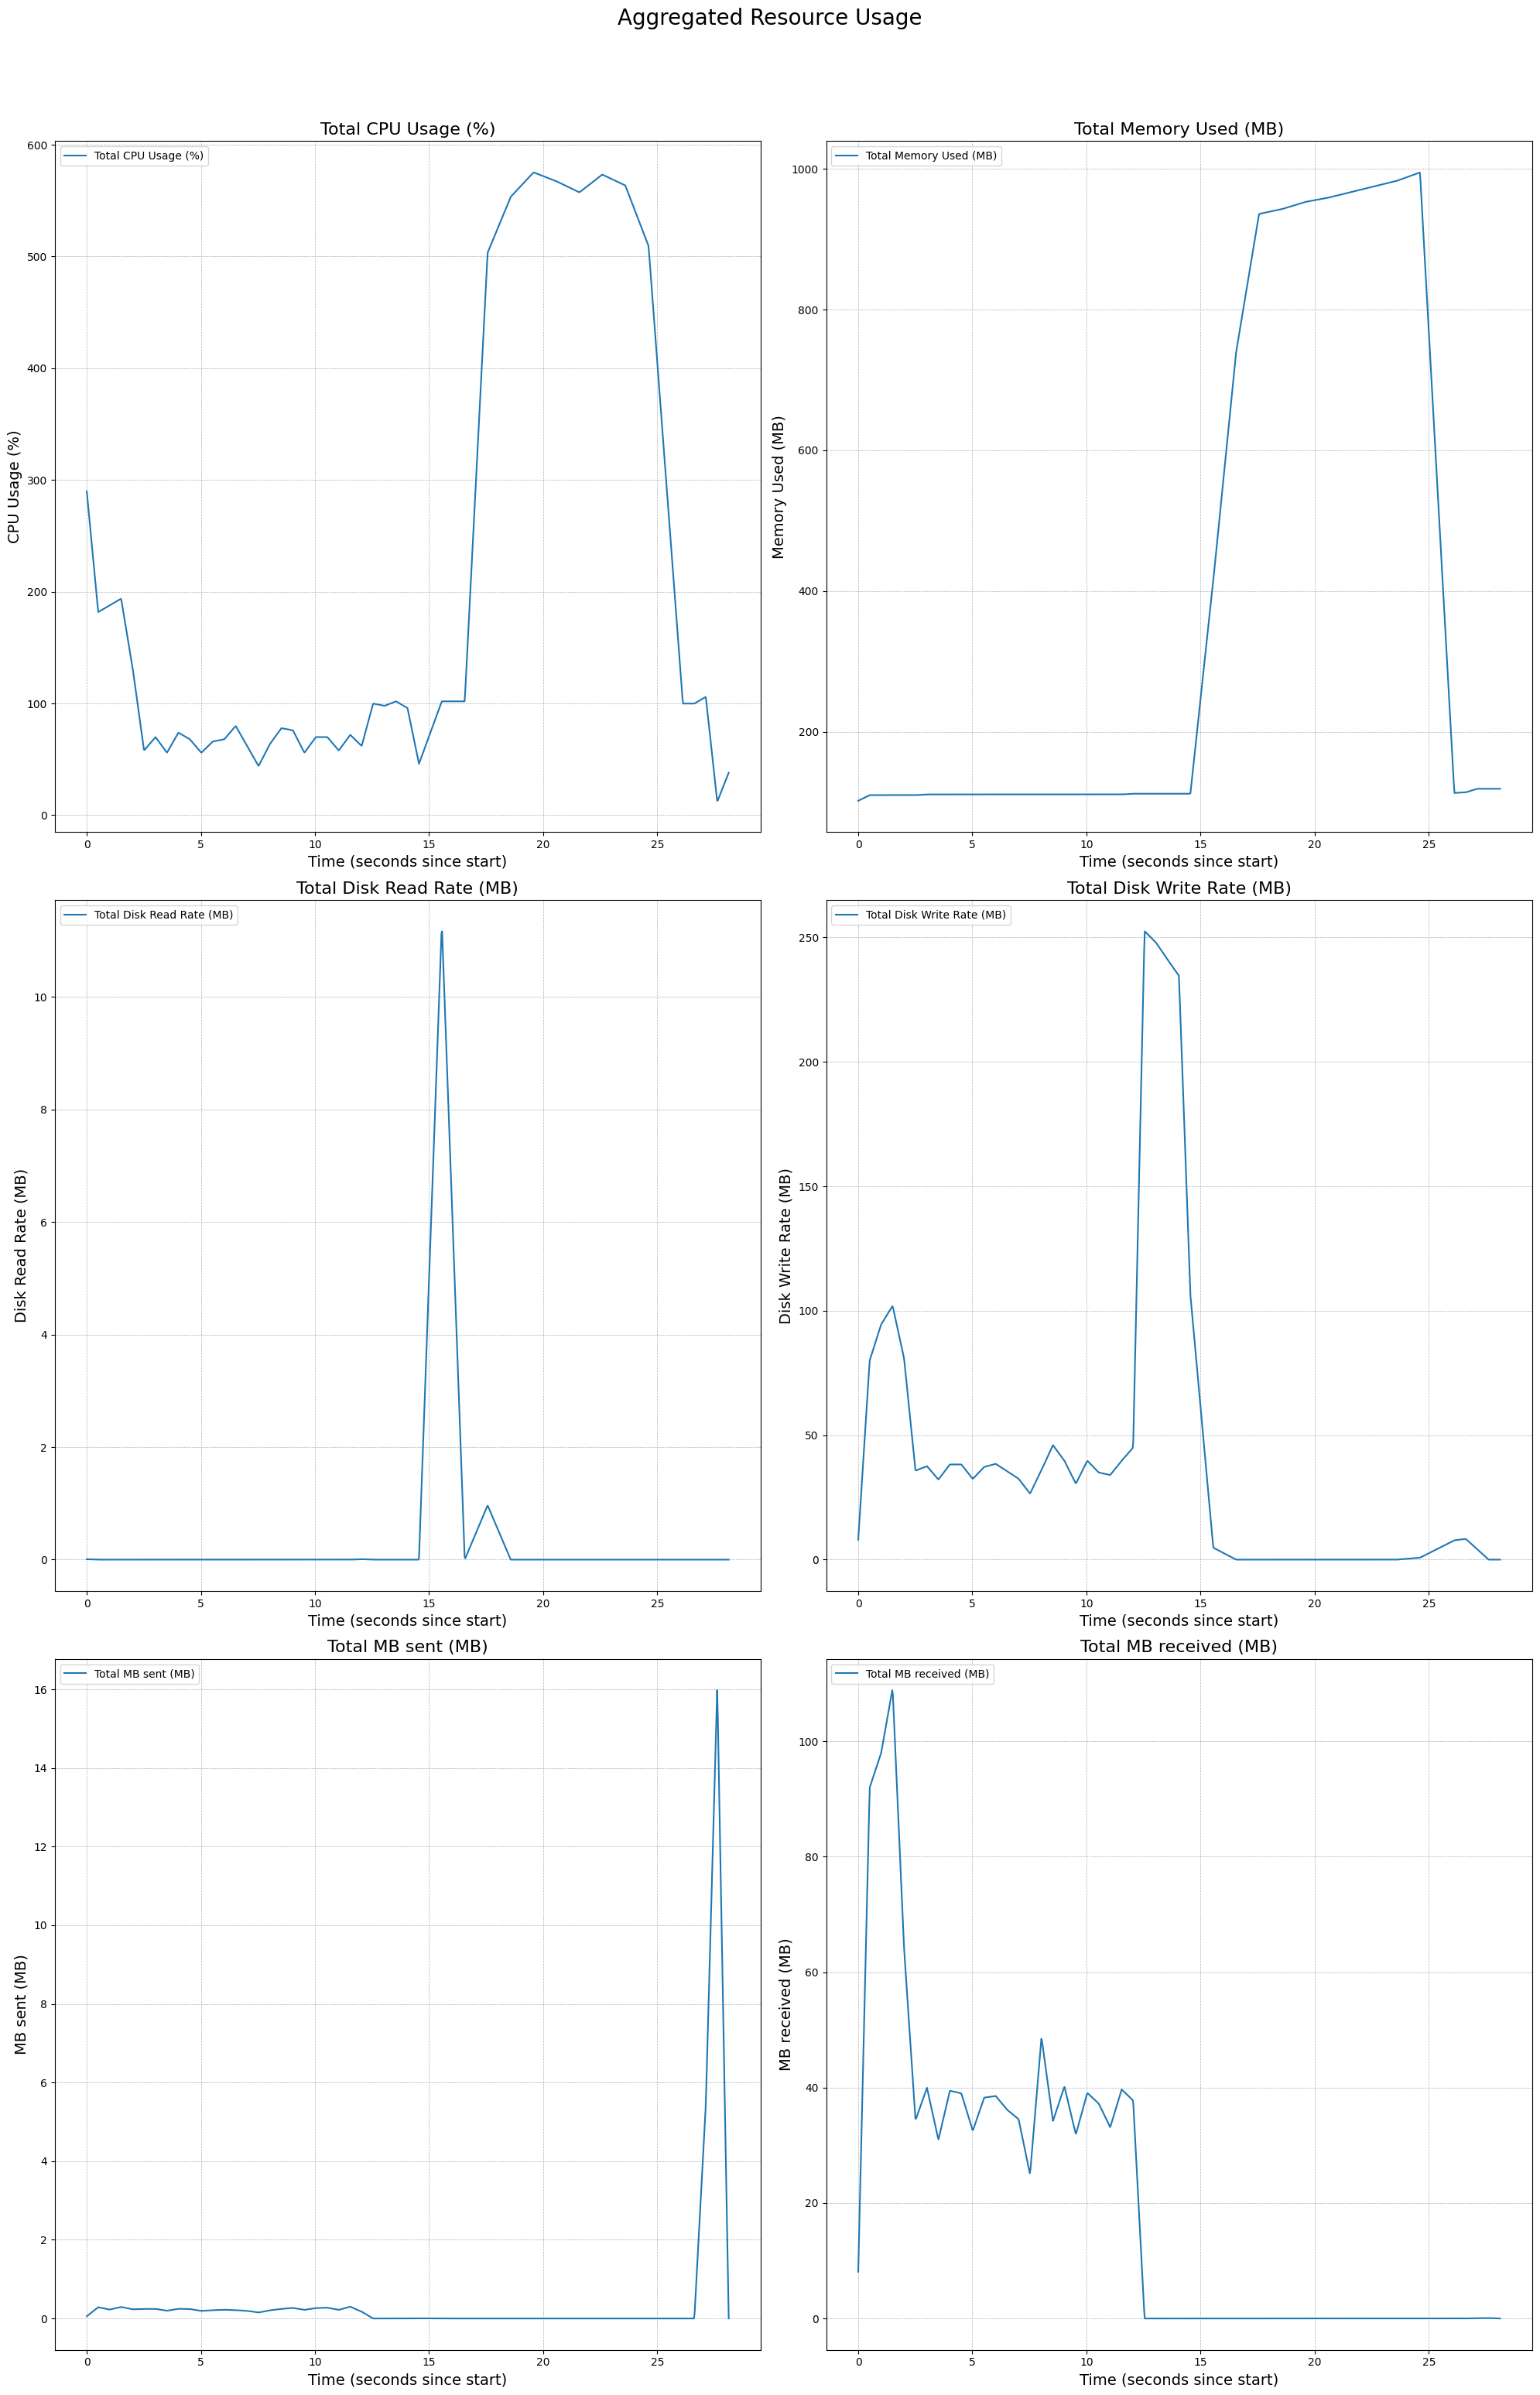 Aggregated Resource Usage
Total CPU Usage (%)
Total CPU Usage (%)
CPU Usage (%)
600
500
400
300
200
100
0
0 5 10 15 20 25
Time (seconds since start)
Total Memory Used (MB)
Total Memory Used (MB)
Memory Used (MB)
1000
800
600
400
200
0 5 10 15 20 25
Time (seconds since start)
Total Disk Read Rate (MB)
Total Disk Read Rate (MB)
Disk Read Rate (MB)
10
8
6
4
2
0
0 5 10 15 20 25
Time (seconds since start)
Total Disk Write Rate (MB)
Total Disk Write Rate (MB)
Disk Write Rate (MB)
250
200
150
100
50
0
0 5 10 15 20 25
Time (seconds since start)
Total MB sent (MB)
Total MB sent (MB)
MB sent (MB)
16
14
12
10
8
6
4
2
0
0 5 10 15 20 25
Time (seconds since start)
Total MB received (MB)
Total MB received (MB)
MB received (MB)
100
80
60
40
20
0
0 5 10 15 20 25
Time (seconds since start)